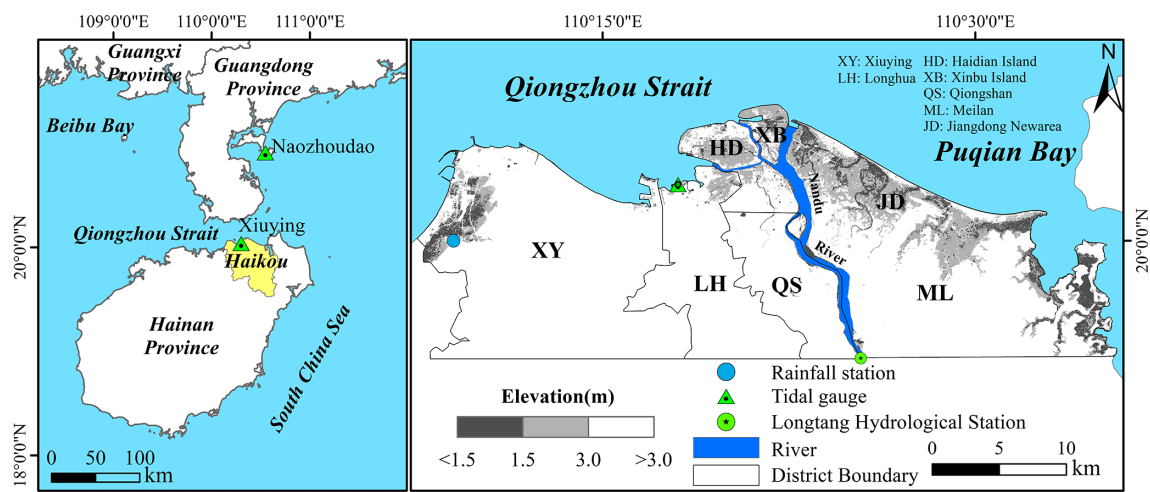 109°0'0"E
110°0'0"E
111°0'0"E
20°0'0"N
18°0'0"N
Guangxi
Province
Guangdong
Province
Beibu Bay
Naozhoudao
Xiuying
Qiongzhou Strait
Haikou
Hainan
Province
South China Sea
0 50 100
km
110°15'0"E
110°30'0"E
20°0'0"N
N
XY: Xiuying
LH: Longhua
HD: Haidian Island
XB: Xinbu Island
QS: Qiongshan
ML: Meilan
JD: Jiangdong Newarea
Qiongzhou Strait
Puqian Bay
XB
HD
Nandu
JD
XY
River
LH
QS
ML
Elevation(m)
<1.5 1.5 3.0 >3.0
Rainfall station
Tidal gauge
Longtang Hydrological Station
River
District Boundary
0 5 10
km